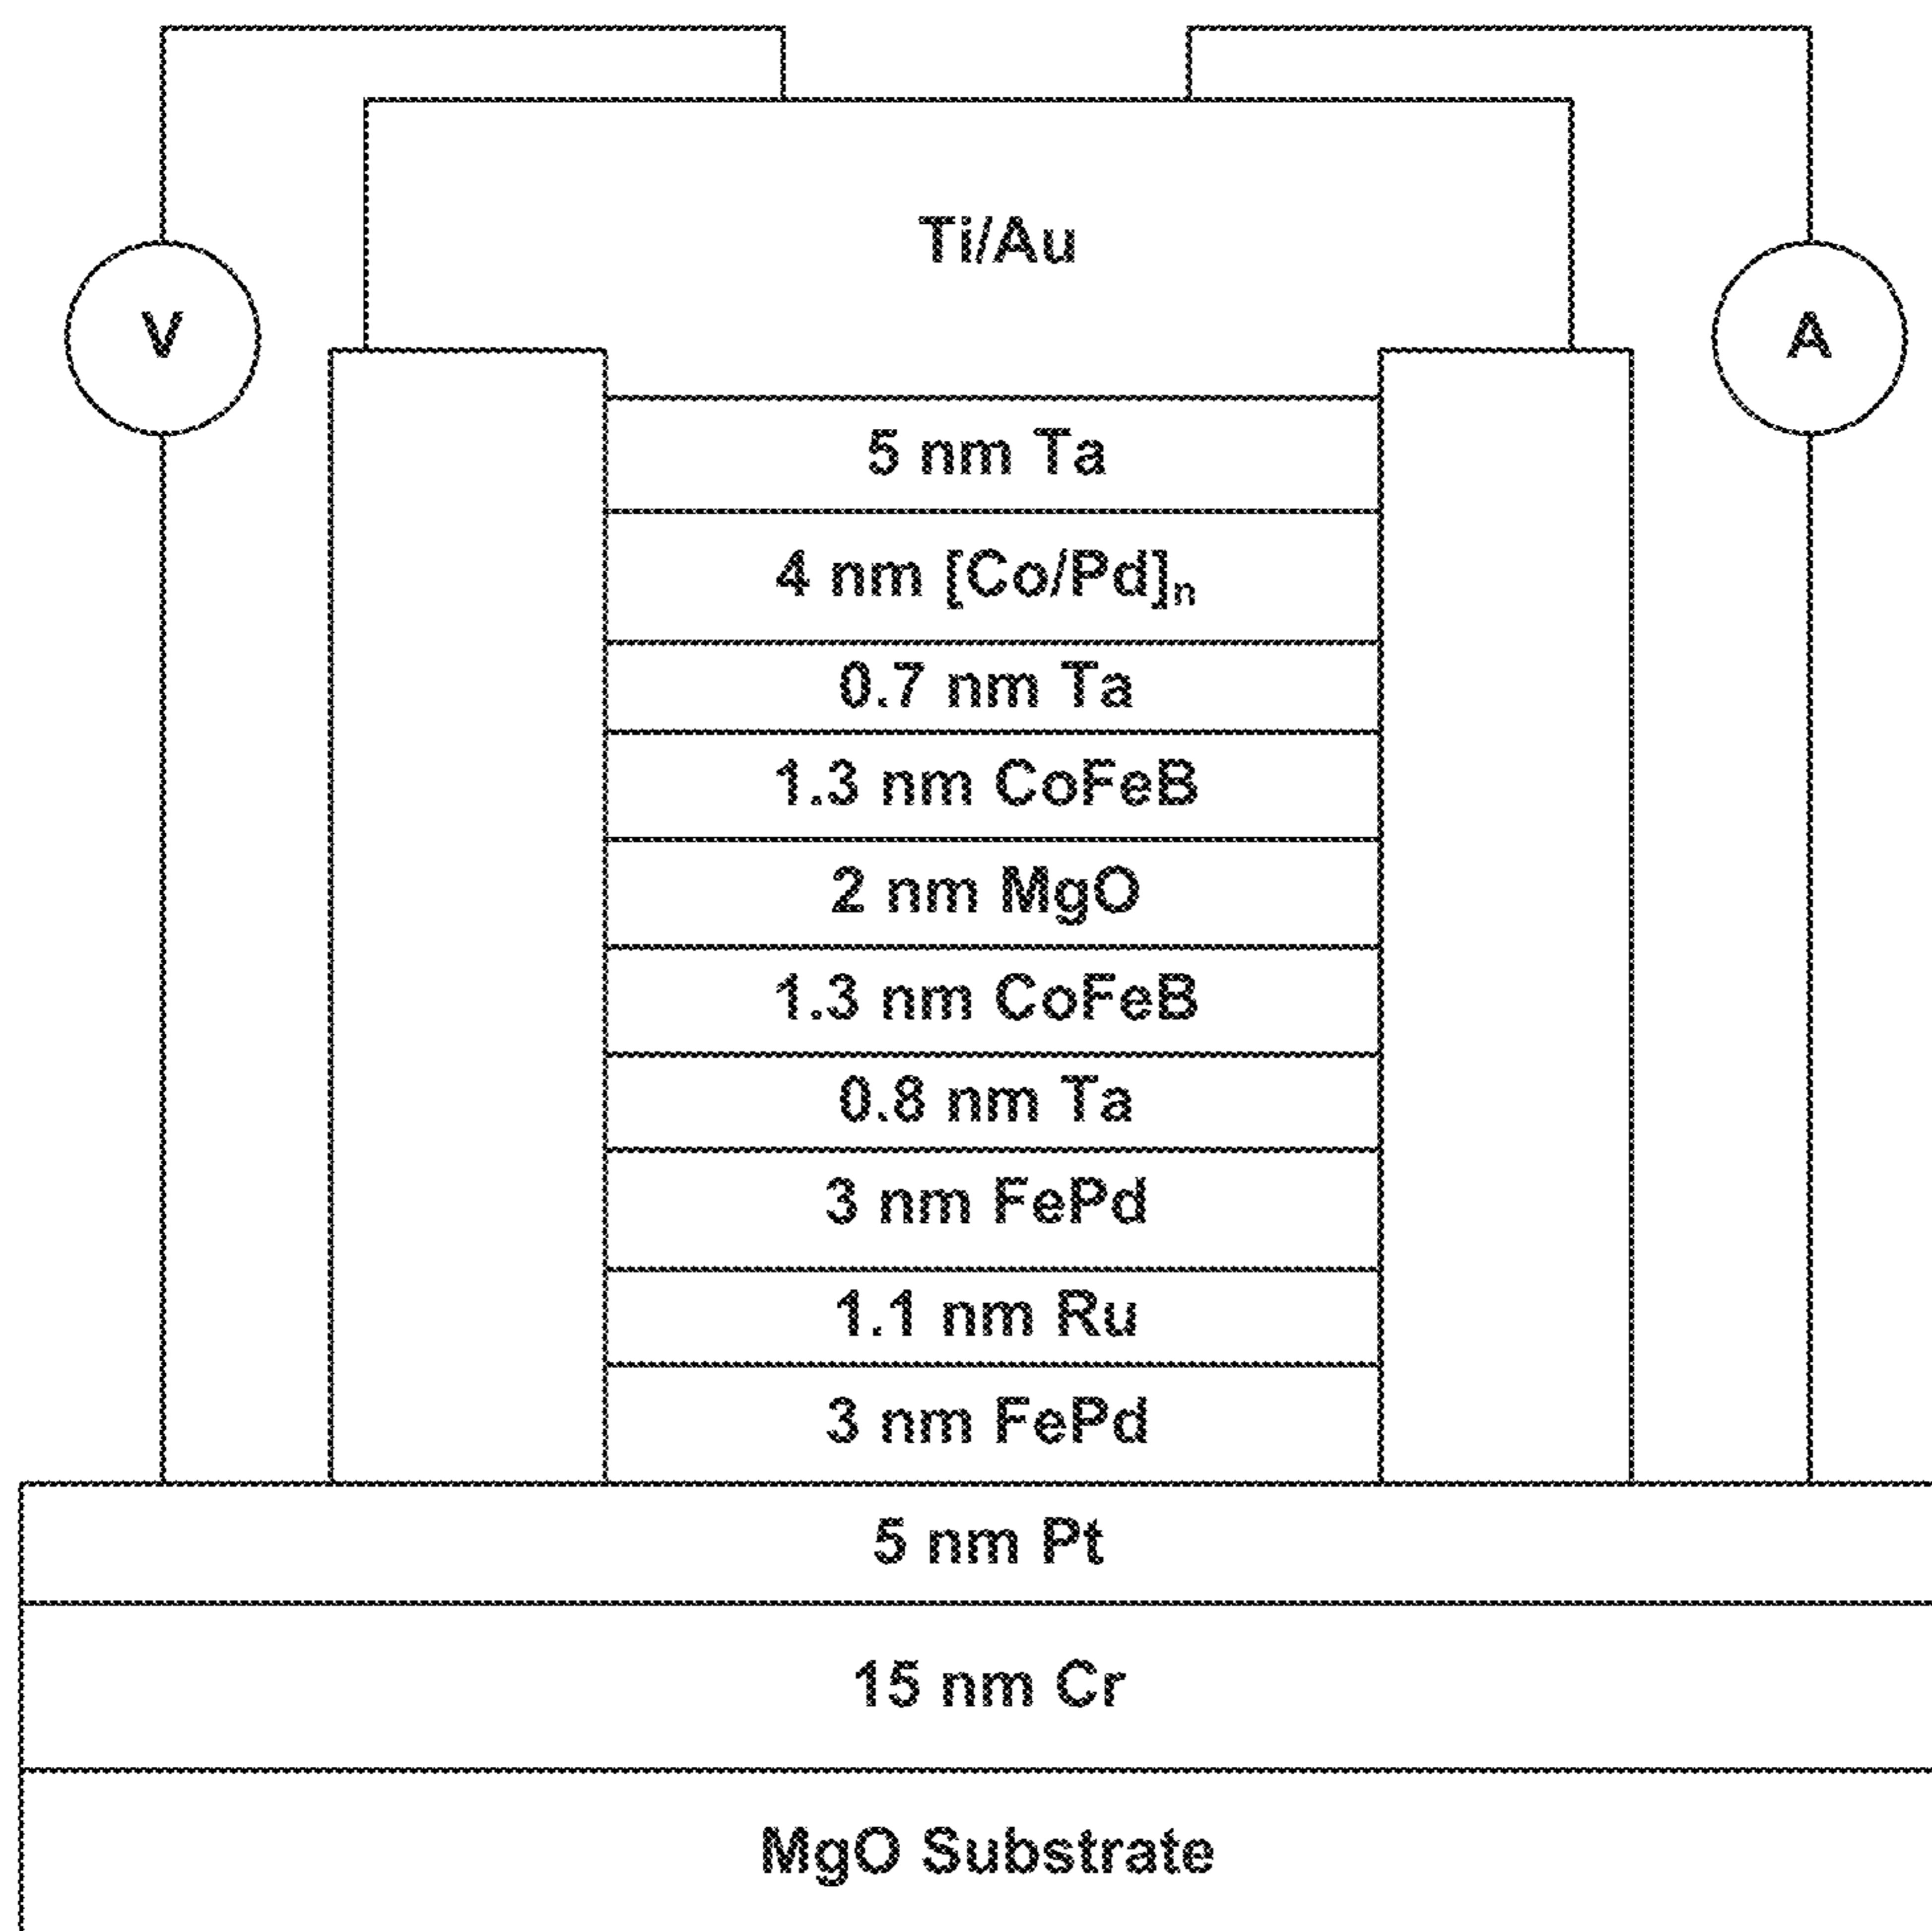 Ti/Au
V
A
5 nm Ta
4 nm [Co/Pd]ₙ
0.7 nm Ta
1.3 nm CoFeB
2 nm MgO
1.3 nm CoFeB
0.8 nm Ta
3 nm FePd
1.1 nm Ru
3 nm FePd
5 nm Pt
15 nm Cr
MgO Substrate